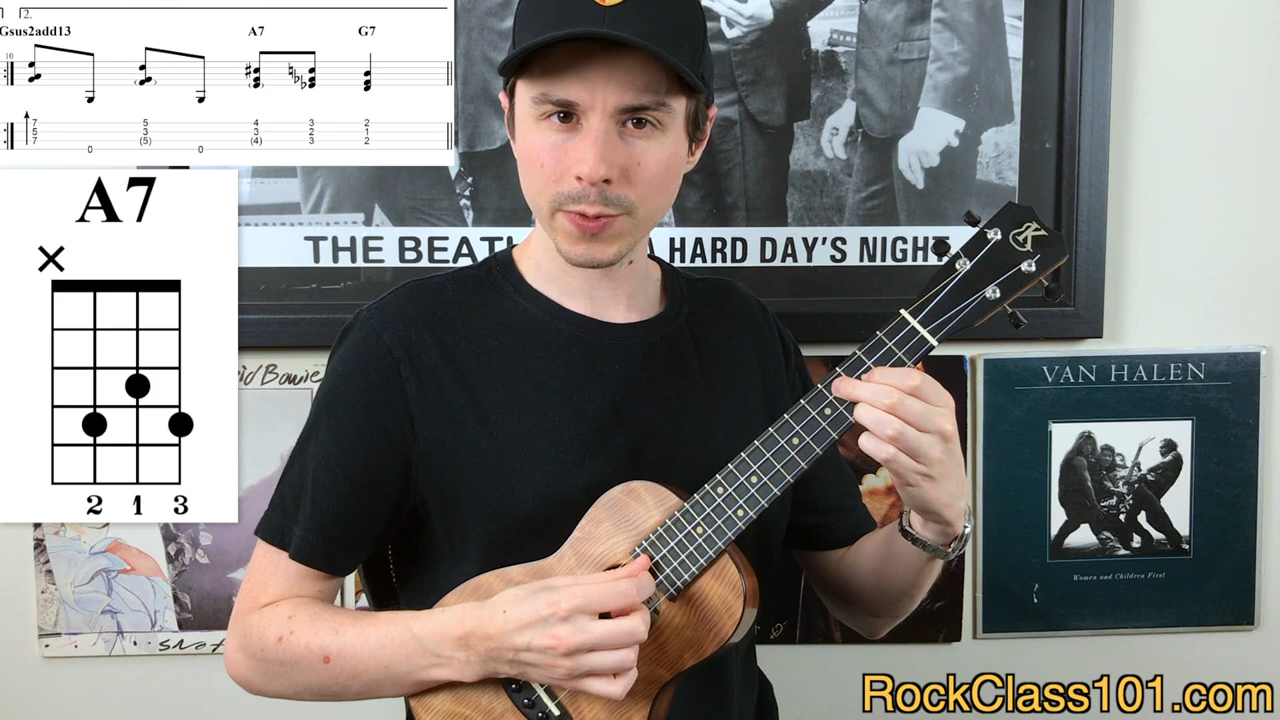 2.
Gsus2add13 A7 G7
10
7 5 4 3 2
5 3 3 2 1
7 (5) (4) 3 2
0 0
A7
×
2 1 3
THE BEATL A HARD DAY'S NIGHT
K
id Bowie
VAN HALEN
Women and Children First
RockClass101.com